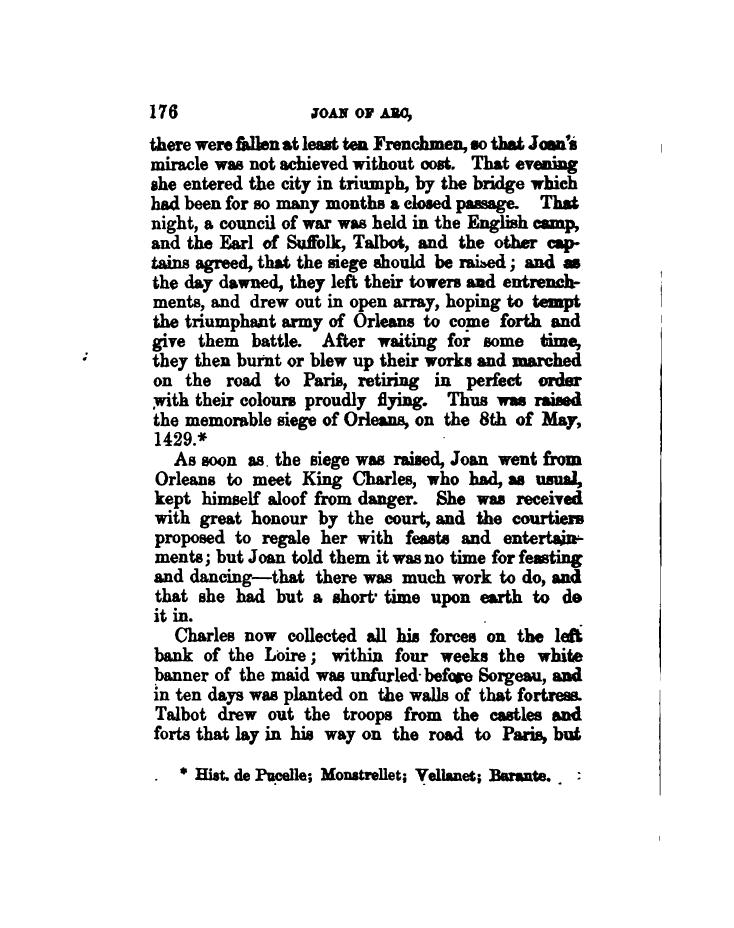 176 JOAN OF ARC,
there were fallen at least ten Frenchmen, so that Joan's
miracle was not achieved without cost. That evening
she entered the city in triumph, by the bridge which
had been for so many months a closed passage. That
night, a council of war was held in the English camp,
and the Earl of Suffolk, Talbot, and the other cap-
tains agreed, that the siege should be raised; and as
the day dawned, they left their towers and entrench-
ments, and drew out in open array, hoping to tempt
the triumphant army of Orleans to come forth and
give them battle. After waiting for some time,
they then burnt or blew up their works and marched
on the road to Paris, retiring in perfect order
with their colours proudly flying. Thus was raised
the memorable siege of Orleans, on the 8th of May,
1429.*
As soon as the siege was raised, Joan went from
Orleans to meet King Charles, who had, as usual,
kept himself aloof from danger. She was received
with great honour by the court, and the courtiers
proposed to regale her with feasts and entertain-
ments; but Joan told them it was no time for feasting
and dancing—that there was much work to do, and
that she had but a short time upon earth to do
it in.
Charles now collected all his forces on the left
bank of the Loire; within four weeks the white
banner of the maid was unfurled before Sorgeau, and
in ten days was planted on the walls of that fortress.
Talbot drew out the troops from the castles and
forts that lay in his way on the road to Paris, but
* Hist. de Pucelle; Monstrellet; Vellanet; Barante.